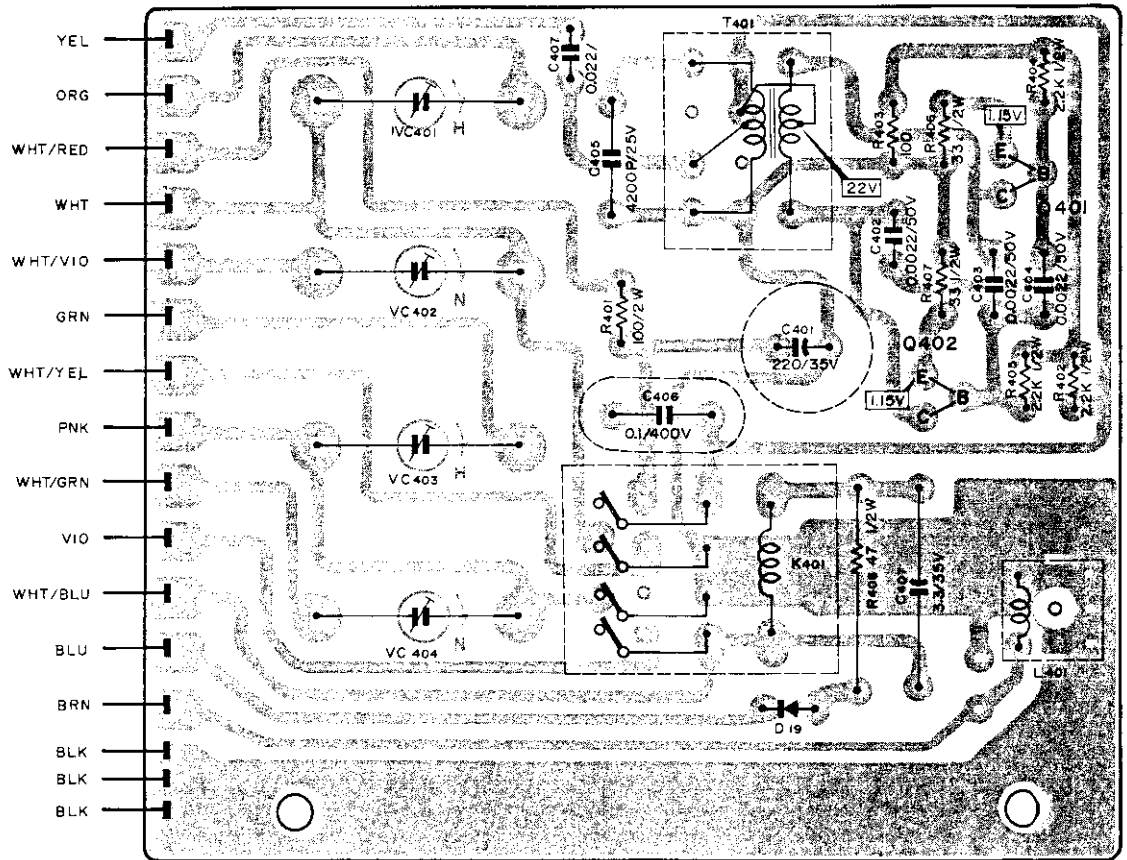 YEL
ORG
WHT/RED
WHT
WHT/VIO
GRN
WHT/YEL
PNK
WHT/GRN
VIO
WHT/BLU
BLU
BRN
BLK
BLK
BLK
VC401
H
VC402
N
VC403
H
VC404
N
C407
0.022/
C405
4200P/25V
T401
22V
R401
100/2W
C401
220/35V
C406
0.1/400V
K401
R403
100
R406
33 1/2W
R404
2.2K 1/2W
1.15V
E
B
C
401
C402
0.0022/50V
R407
33 1/2W
C403
0.0022/50V
C404
0.0022/50V
Q402
1.15V
E
B
C
R405
2.2K 1/2W
R402
2.2K 1/2W
R408 47 1/2W
C407
3.3/35V
L401
D19